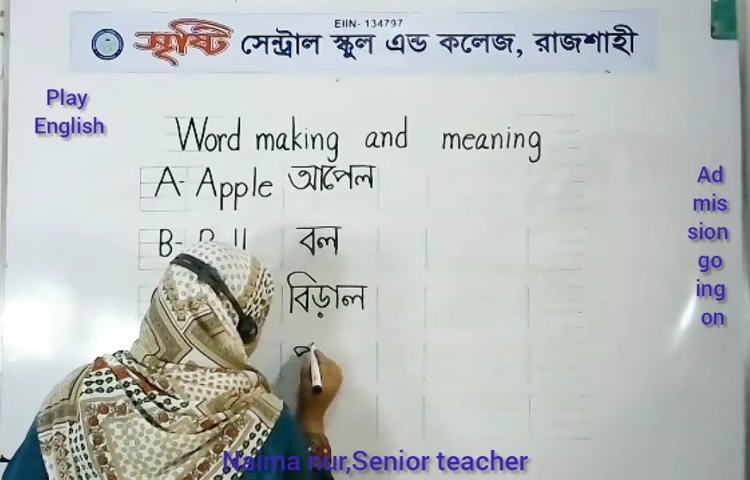 EIIN- 134797
সৃষ্টি সেন্ট্রাল স্কুল এন্ড কলেজ, রাজশাহী
Play
English
Word making and meaning
A- Apple আপেল
B- Ball বল
বিড়াল
Ad
mis
sion
go
ing
on
Naima nur,Senior teacher